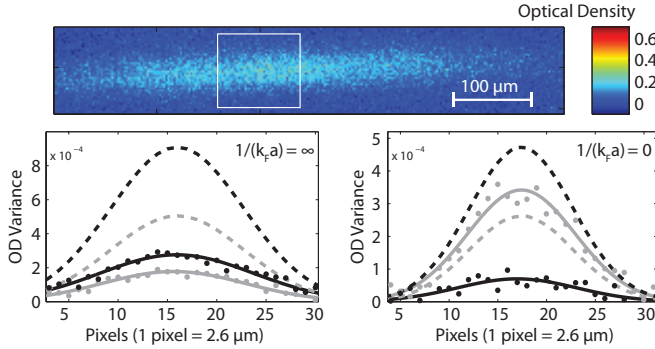 Optical Density
0.6
0.4
0.2
0
100 µm
x 10⁻⁴
1/(kFa) = ∞
8
6
4
2
0
OD Variance
5 10 15 20 25 30
Pixels (1 pixel = 2.6 µm)
5
x 10⁻⁴
1/(kFa) = 0
4
3
2
1
0
OD Variance
5 10 15 20 25 30
Pixels (1 pixel = 2.6 µm)